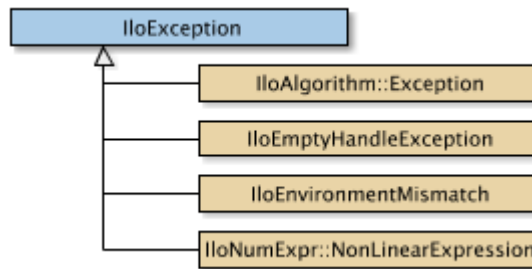 IloException
IloAlgorithm::Exception
IloEmptyHandleException
IloEnvironmentMismatch
IloNumExpr::NonLinearExpression